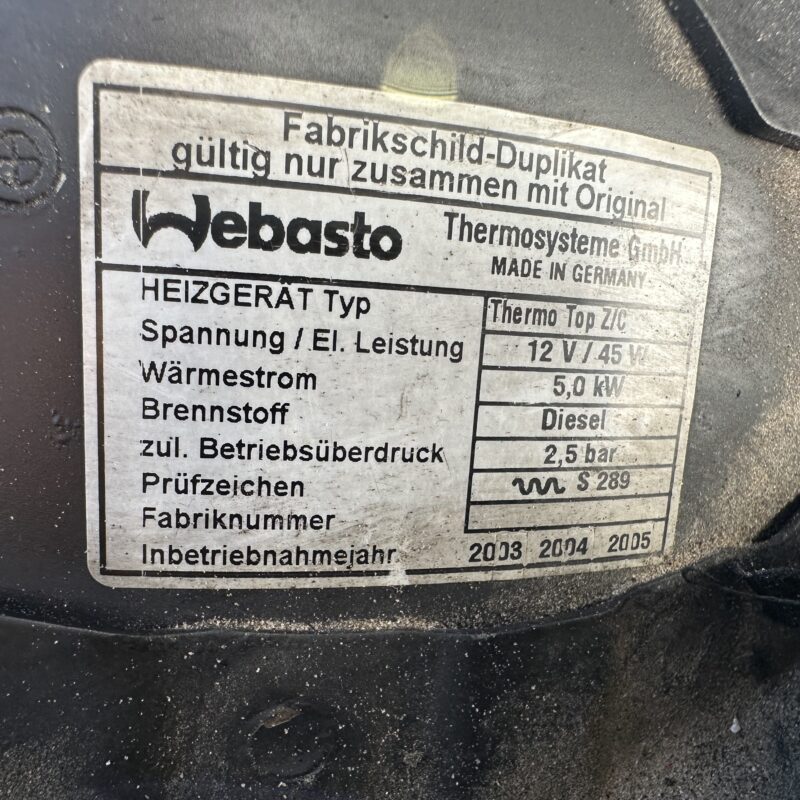 Fabrikschild-Duplikat
gültig nur zusammen mit Original
Webasto Thermosysteme GmbH
MADE IN GERMANY
HEIZGERÄT Typ Thermo Top Z/C
Spannung / El. Leistung 12 V / 45 W
Wärmestrom 5,0 kW
Brennstoff Diesel
zul. Betriebsüberdruck 2,5 bar
Prüfzeichen S 289
Fabriknummer
Inbetriebnahmejahr 2003 2004 2005